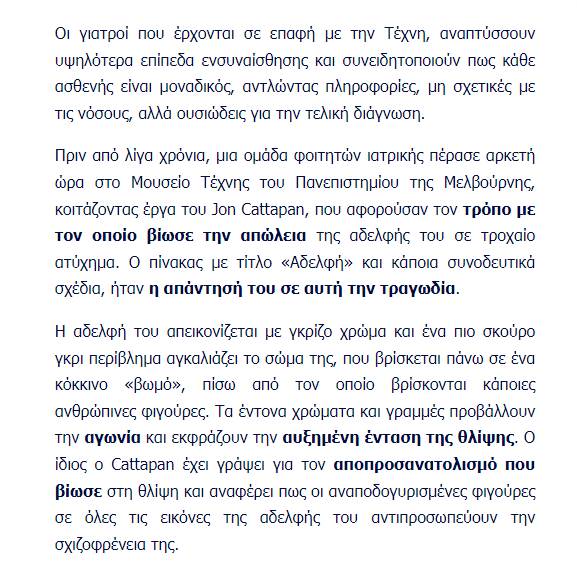 Οι γιατροί που έρχονται σε επαφή με την Τέχνη, αναπτύσσουν
υψηλότερα επίπεδα ενσυναίσθησης και συνειδητοποιούν πως κάθε
ασθενής είναι μοναδικός, αντλώντας πληροφορίες, μη σχετικές με
τις νόσους, αλλά ουσιώδεις για την τελική διάγνωση.
Πριν από λίγα χρόνια, μια ομάδα φοιτητών ιατρικής πέρασε αρκετή
ώρα στο Μουσείο Τέχνης του Πανεπιστημίου της Μελβούρνης,
κοιτάζοντας έργα του Jon Cattapan, που αφορούσαν τον τρόπο με
τον οποίο βίωσε την απώλεια της αδελφής του σε τροχαίο
ατύχημα. Ο πίνακας με τίτλο «Αδελφή» και κάποια συνοδευτικά
σχέδια, ήταν η απάντησή του σε αυτή την τραγωδία.
Η αδελφή του απεικονίζεται με γκρίζο χρώμα και ένα πιο σκούρο
γκρι περίβλημα αγκαλιάζει το σώμα της, που βρίσκεται πάνω σε ένα
κόκκινο «βωμό», πίσω από τον οποίο βρίσκονται κάποιες
ανθρώπινες φιγούρες. Τα έντονα χρώματα και γραμμές προβάλλουν
την αγωνία και εκφράζουν την αυξημένη ένταση της θλίψης. Ο
ίδιος ο Cattapan έχει γράψει για τον αποπροσανατολισμό που
βίωσε στη θλίψη και αναφέρει πως οι αναποδογυρισμένες φιγούρες
σε όλες τις εικόνες της αδελφής του αντιπροσωπεύουν την
σχιζοφρένεια της.